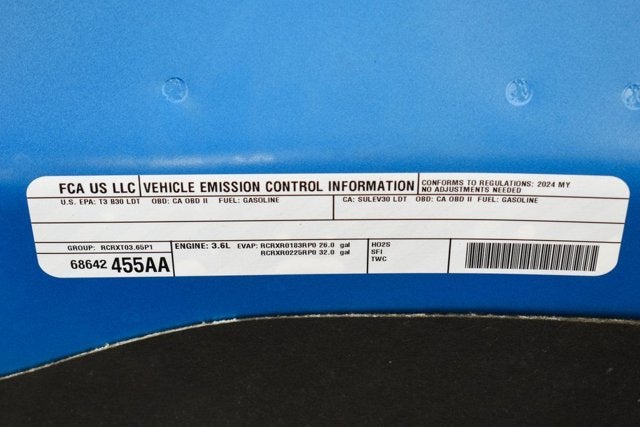 FCA US LLC VEHICLE EMISSION CONTROL INFORMATION CONFORMS TO REGULATIONS: 2024 MY
NO ADJUSTMENTS NEEDED
U.S. EPA: T3 B30 LDT OBD: CA OBD II FUEL: GASOLINE CA: SULEV30 LDT OBD: CA OBD II FUEL: GASOLINE
GROUP: RCRXT03.65P1 ENGINE: 3.6L EVAP: RCRXR0183RP0 26.0 gal HO2S
RCRXR0225RP0 32.0 gal SFI
68642 455AA TWC